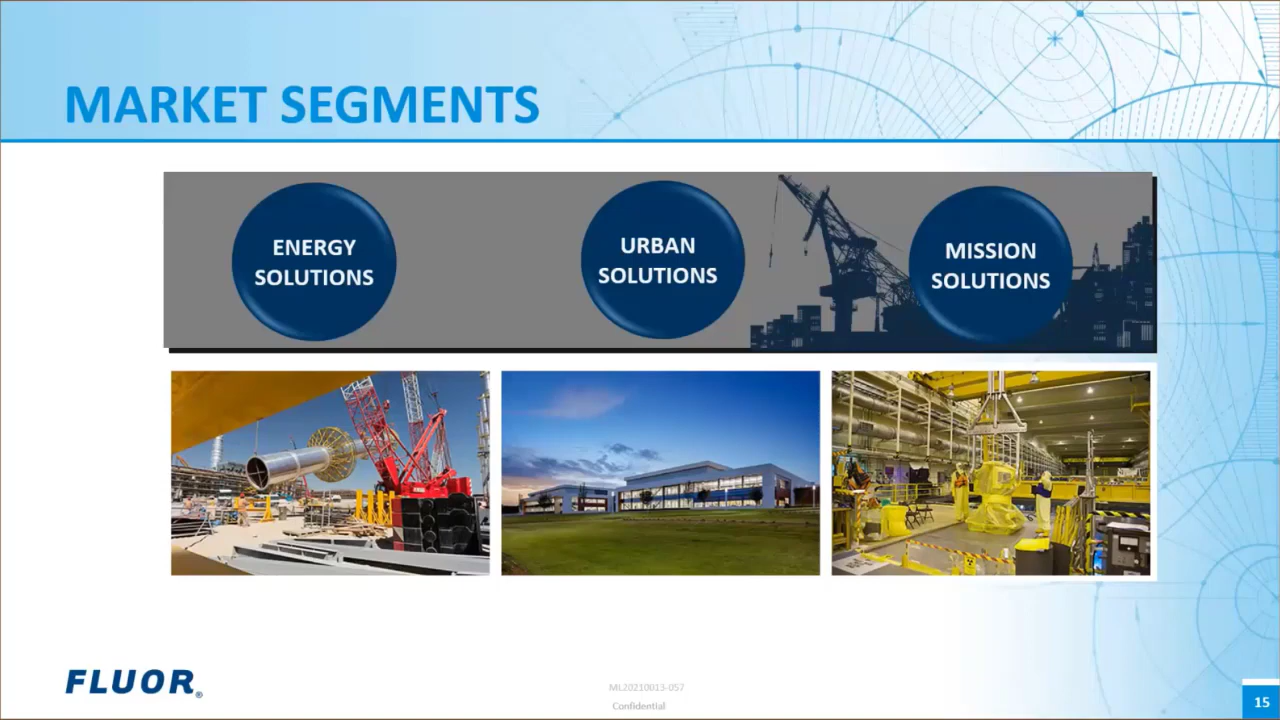 MARKET SEGMENTS
ENERGY
SOLUTIONS
URBAN
SOLUTIONS
MISSION
SOLUTIONS
FLUOR®
ML20210013-057
Confidential
15